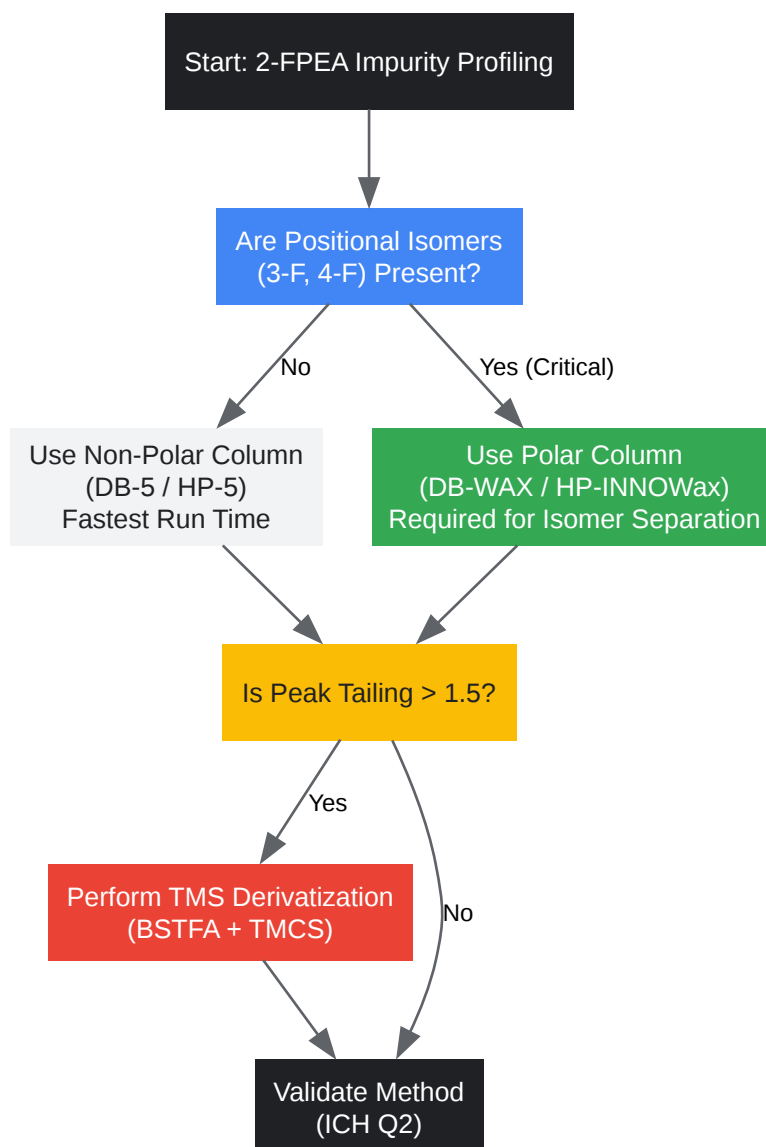 Start: 2-FPEA Impurity Profiling
Are Positional Isomers
(3-F, 4-F) Present?
No
Yes (Critical)
Use Non-Polar Column
(DB-5 / HP-5)
Fastest Run Time
Use Polar Column
(DB-WAX / HP-INNOWax)
Required for Isomer Separation
Is Peak Tailing > 1.5?
Yes
Perform TMS Derivatization
(BSTFA + TMCS)
No
Validate Method
(ICH Q2)